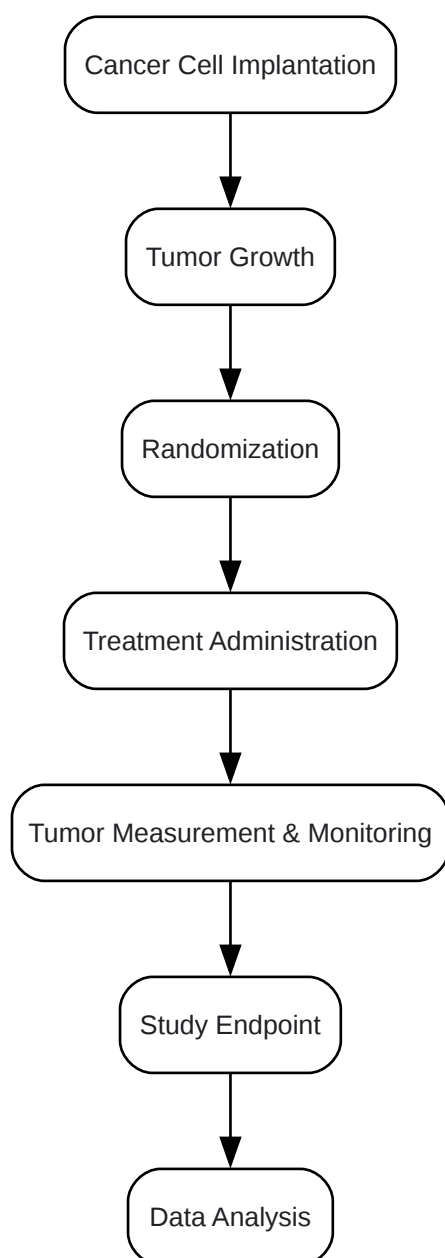 Cancer Cell Implantation
Tumor Growth
Randomization
Treatment Administration
Tumor Measurement & Monitoring
Study Endpoint
Data Analysis